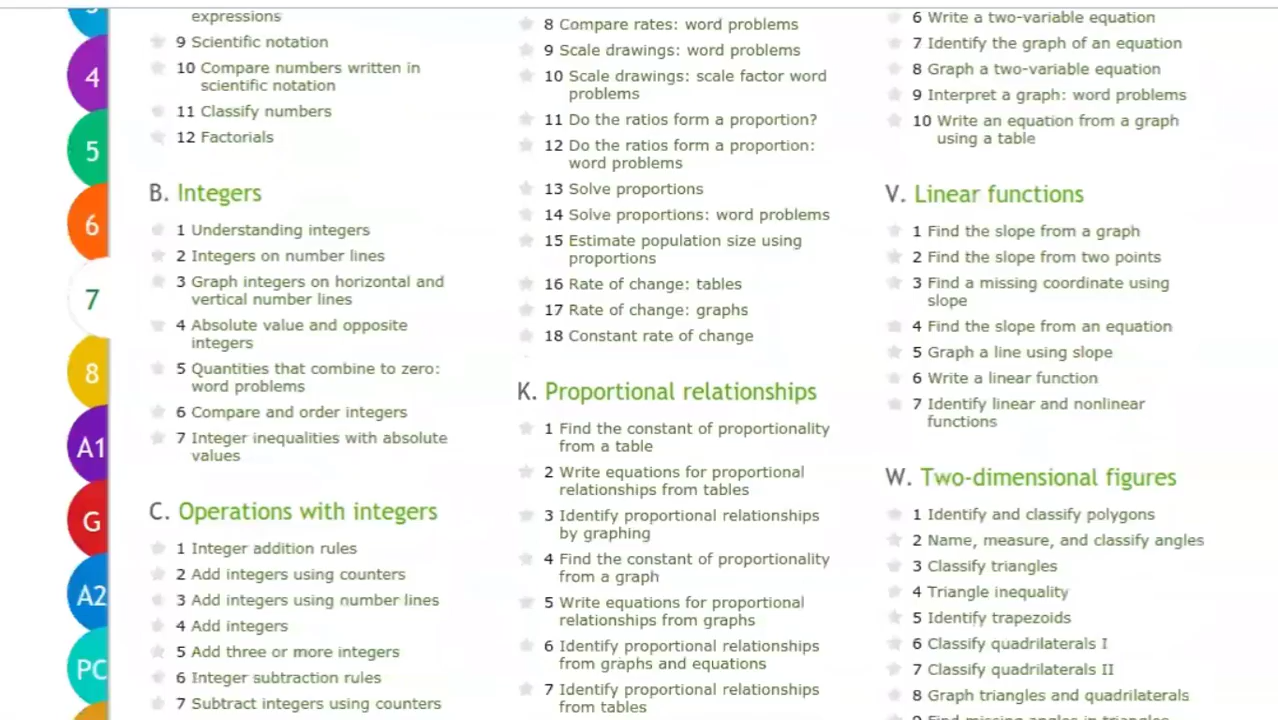 4
5
6
7
8
A1
G
A2
PC
expressions
9 Scientific notation
10 Compare numbers written in
scientific notation
11 Classify numbers
12 Factorials
B. Integers
1 Understanding integers
2 Integers on number lines
3 Graph integers on horizontal and
vertical number lines
4 Absolute value and opposite
integers
5 Quantities that combine to zero:
word problems
6 Compare and order integers
7 Integer inequalities with absolute
values
C. Operations with integers
1 Integer addition rules
2 Add integers using counters
3 Add integers using number lines
4 Add integers
5 Add three or more integers
6 Integer subtraction rules
7 Subtract integers using counters
8 Compare rates: word problems
9 Scale drawings: word problems
10 Scale drawings: scale factor word
problems
11 Do the ratios form a proportion?
12 Do the ratios form a proportion:
word problems
13 Solve proportions
14 Solve proportions: word problems
15 Estimate population size using
proportions
16 Rate of change: tables
17 Rate of change: graphs
18 Constant rate of change
K. Proportional relationships
1 Find the constant of proportionality
from a table
2 Write equations for proportional
relationships from tables
3 Identify proportional relationships
by graphing
4 Find the constant of proportionality
from a graph
5 Write equations for proportional
relationships from graphs
6 Identify proportional relationships
from graphs and equations
7 Identify proportional relationships
from tables
6 Write a two-variable equation
7 Identify the graph of an equation
8 Graph a two-variable equation
9 Interpret a graph: word problems
10 Write an equation from a graph
using a table
V. Linear functions
1 Find the slope from a graph
2 Find the slope from two points
3 Find a missing coordinate using
slope
4 Find the slope from an equation
5 Graph a line using slope
6 Write a linear function
7 Identify linear and nonlinear
functions
W. Two-dimensional figures
1 Identify and classify polygons
2 Name, measure, and classify angles
3 Classify triangles
4 Triangle inequality
5 Identify trapezoids
6 Classify quadrilaterals I
7 Classify quadrilaterals II
8 Graph triangles and quadrilaterals
9 Find missing angles in triangles